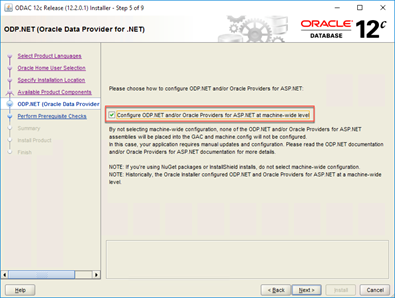 ODAC 12c Release (12.2.0.1) Installer - Step 5 of 9
ODP.NET (Oracle Data Provider for .NET)
ORACLE
DATABASE 12c
Select Product Languages
Oracle Home User Selection
Specify Installation Location
Available Product Components
ODP.NET (Oracle Data Provider
Perform Prerequisite Checks
Summary
Install Product
Finish
Please choose how to configure ODP.NET and/or Oracle Providers for ASP.NET:
Configure ODP.NET and/or Oracle Providers for ASP.NET at machine-wide level
By not selecting machine-wide configuration, none of the ODP.NET and/or Oracle Providers for ASP.NET
assemblies will be placed into the GAC and machine.config will not be configured.
In this case, your application requires manual updates and configuration. Please read the ODP.NET documentation
and/or Oracle Providers for ASP.NET documentation for more details.
NOTE: If you're using NuGet packages or InstallShield installs, do not select machine-wide configuration.
NOTE: Historically, the Oracle Installer configured ODP.NET and Oracle Providers for ASP.NET at a machine-wide
level
Help
< Back
Next >
Install
Cancel